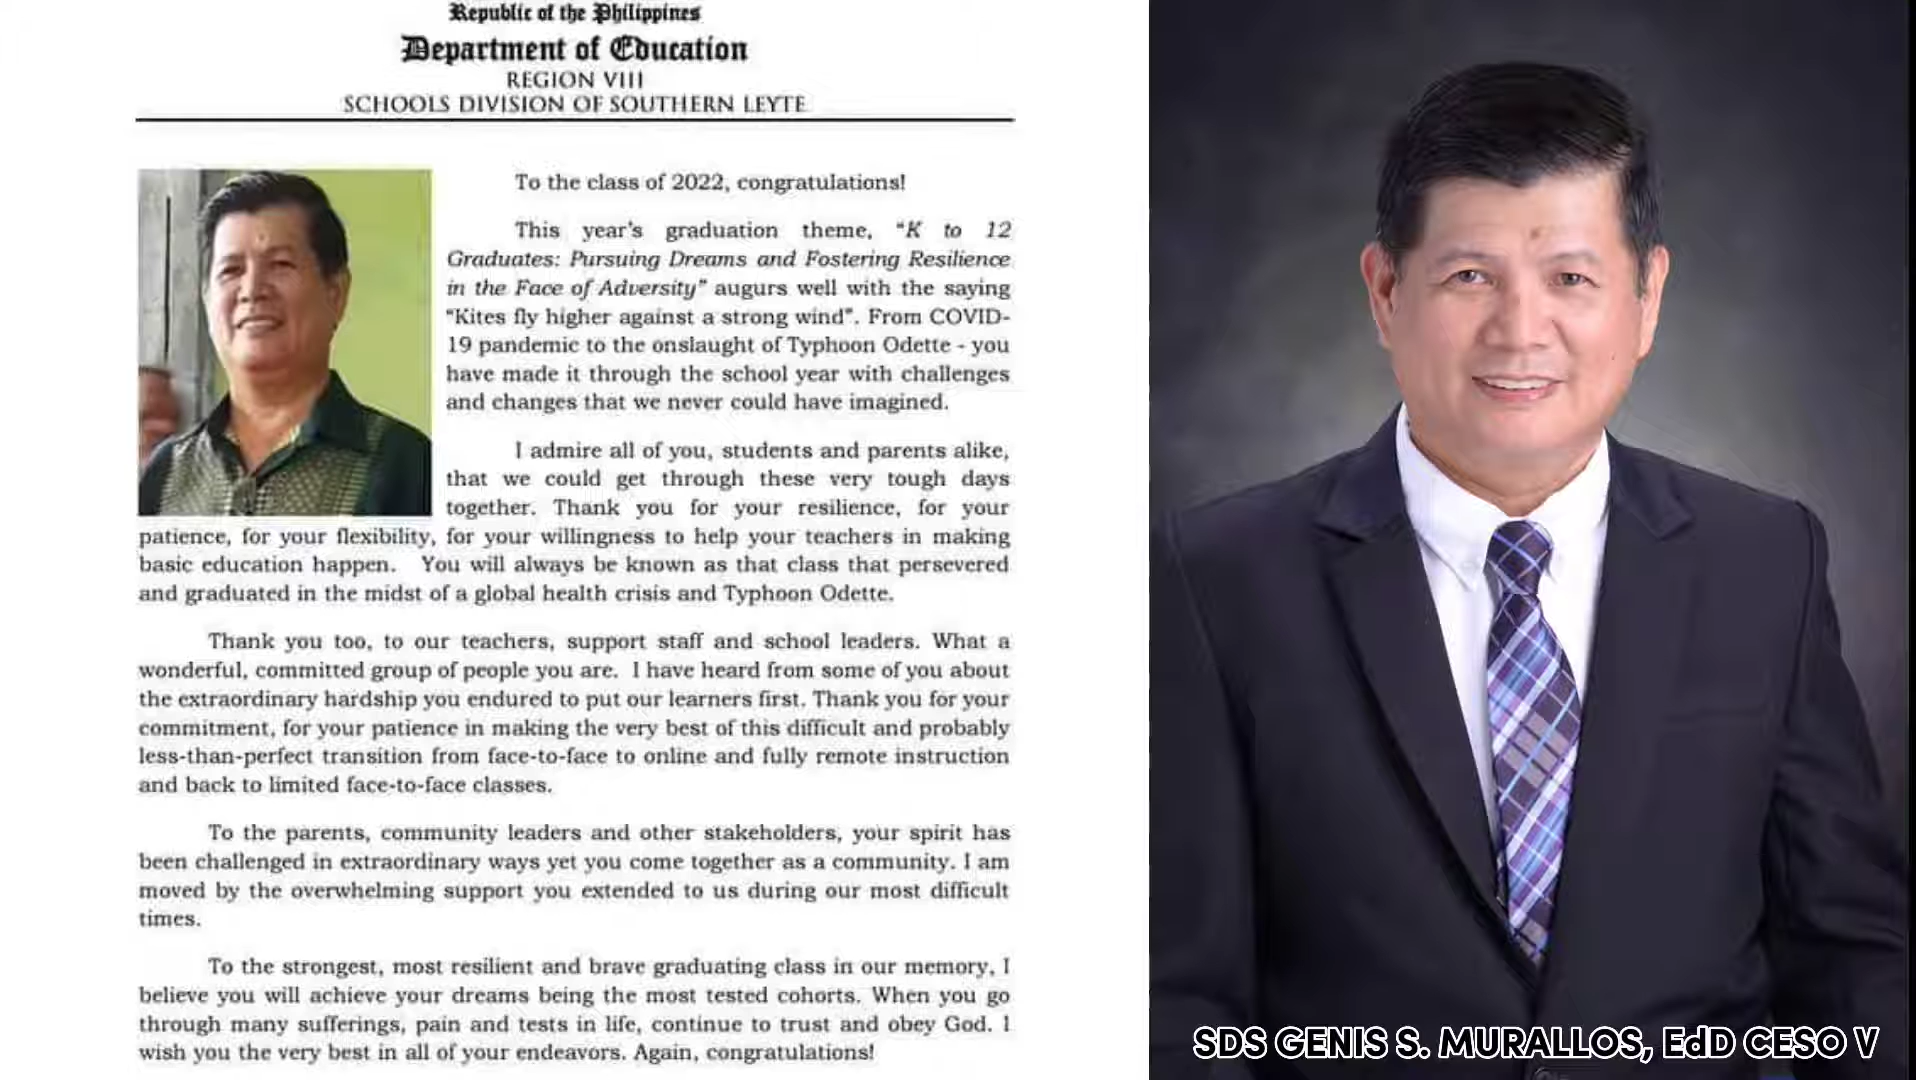 Republic of the Philippines
Department of Education
REGION VIII
SCHOOLS DIVISION OF SOUTHERN LEYTE
To the class of 2022, congratulations!
This year's graduation theme, “K to 12
Graduates: Pursuing Dreams and Fostering Resilience
in the Face of Adversity” augurs well with the saying
“Kites fly higher against a strong wind”. From COVID-
19 pandemic to the onslaught of Typhoon Odette - you
have made it through the school year with challenges
and changes that we never could have imagined.
I admire all of you, students and parents alike,
that we could get through these very tough days
together. Thank you for your resilience, for your
patience, for your flexibility, for your willingness to help your teachers in making
basic education happen. You will always be known as that class that persevered
and graduated in the midst of a global health crisis and Typhoon Odette.
Thank you too, to our teachers, support staff and school leaders. What a
wonderful, committed group of people you are. I have heard from some of you about
the extraordinary hardship you endured to put our learners first. Thank you for your
commitment, for your patience in making the very best of this difficult and probably
less-than-perfect transition from face-to-face to online and fully remote instruction
and back to limited face-to-face classes.
To the parents, community leaders and other stakeholders, your spirit has
been challenged in extraordinary ways yet you come together as a community. I am
moved by the overwhelming support you extended to us during our most difficult
times.
To the strongest, most resilient and brave graduating class in our memory, I
believe you will achieve your dreams being the most tested cohorts. When you go
through many sufferings, pain and tests in life, continue to trust and obey God. I
wish you the very best in all of your endeavors. Again, congratulations!
SDS GENIS S. MURALLOS, EdD CESO V